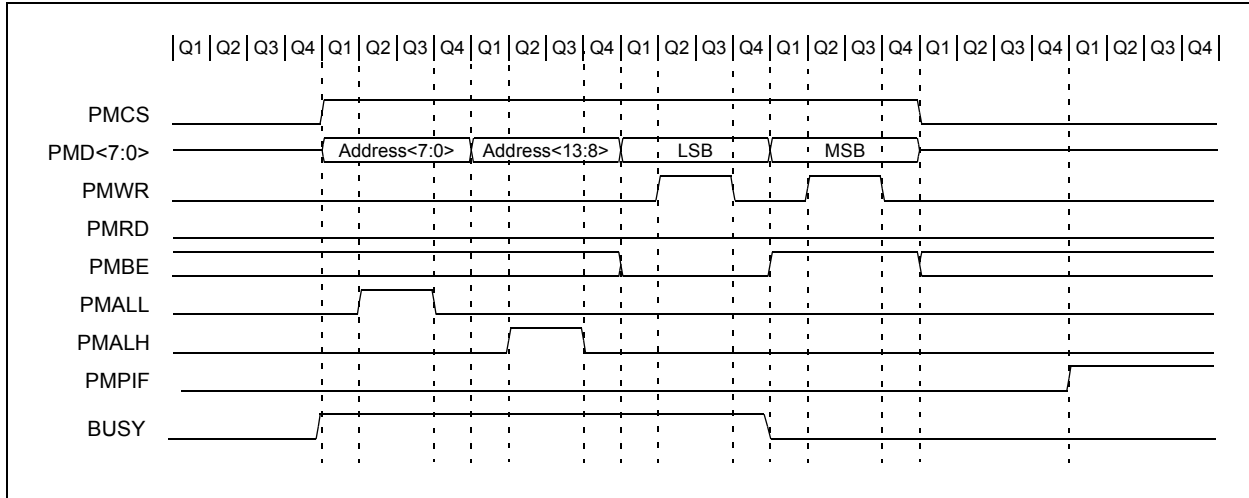 Q1 Q2 Q3 Q4 Q1 Q2 Q3 Q4 Q1 Q2 Q3 Q4 Q1 Q2 Q3 Q4 Q1 Q2 Q3 Q4 Q1 Q2 Q3 Q4 Q1 Q2 Q3 Q4
PMCS
PMD<7:0> Address<7:0> Address<13:8> LSB MSB
PMWR
PMRD
PMBE
PMALL
PMALH
PMPIF
BUSY